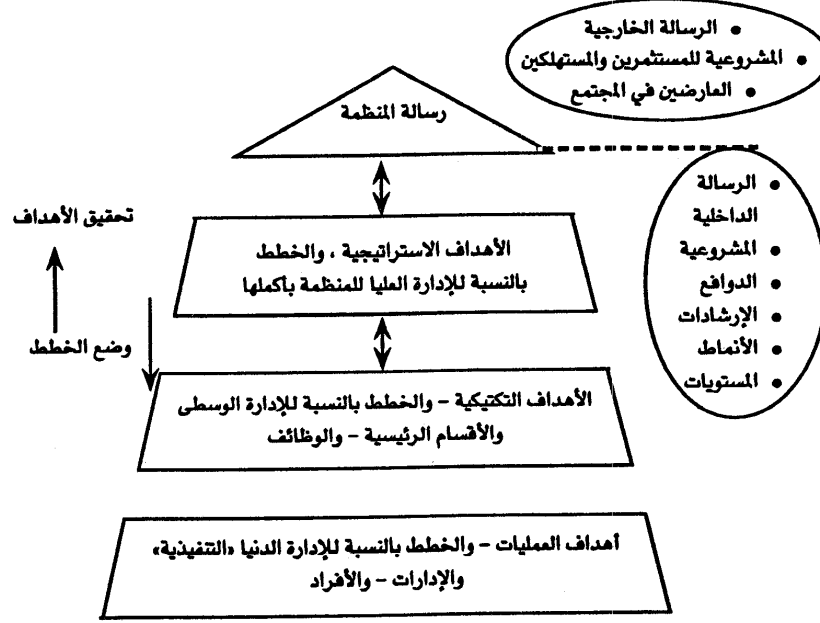 • الرسالة الخارجية
• المشروعية للمستثمرين والمستهلكين
• العارضين في المجتمع
رسالة المنظمة
• الرسالة
الداخلية
• المشروعية
• الدوافع
• الإرشادات
• الأنماط
• المستويات
تحقيق الأهداف
وضع الخطط
الأهداف الاستراتيجية ، والخطط
بالنسبة للإدارة العليا للمنظمة بأكملها
الأهداف التكتيكية – والخطط بالنسبة للإدارة الوسطى
والأقسام الرئيسية – والوظائف
أهداف العمليات – والخطط بالنسبة للإدارة الدنيا «التنفيذية»
والإدارات – والأفراد